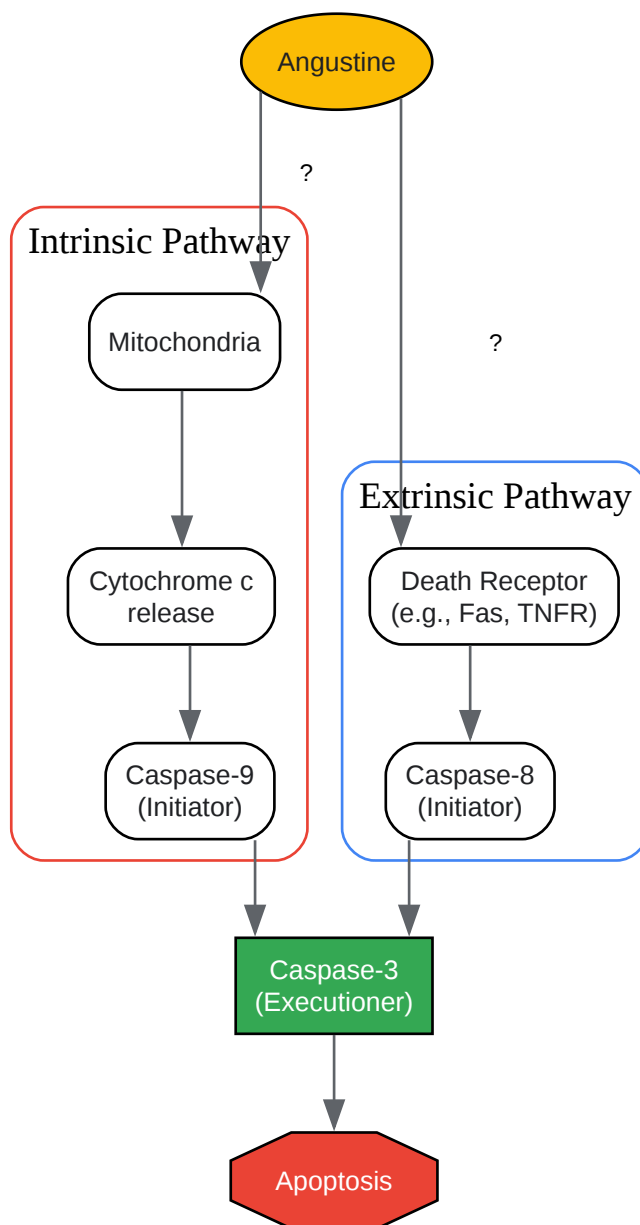 Angustine
?
Intrinsic Pathway
Mitochondria
?
Extrinsic Pathway
Cytochrome c
release
Death Receptor
(e.g., Fas, TNFR)
Caspase-9
(Initiator)
Caspase-8
(Initiator)
Caspase-3
(Executioner)
Apoptosis